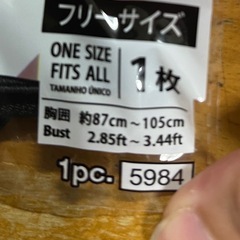 フリーサイズ
ONE SIZE
FITS ALL
TAMANHO ÚNICO
1枚
胸囲 約87cm～105cm
Bust 2.85ft～3.44ft
1pc. 5984